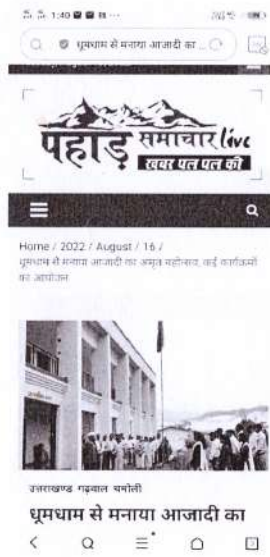 1:40
धूमधाम से मनाया आजादी का ...
पहाड़ समाचार live
खबर पल पल की
Home / 2022 / August / 16 /
धूमधाम से मनाया आजादी का अमृत महोत्सव, कई कार्यक्रमों
का आयोजन
उत्तराखण्ड गढ़वाल चमोली
धूमधाम से मनाया आजादी का